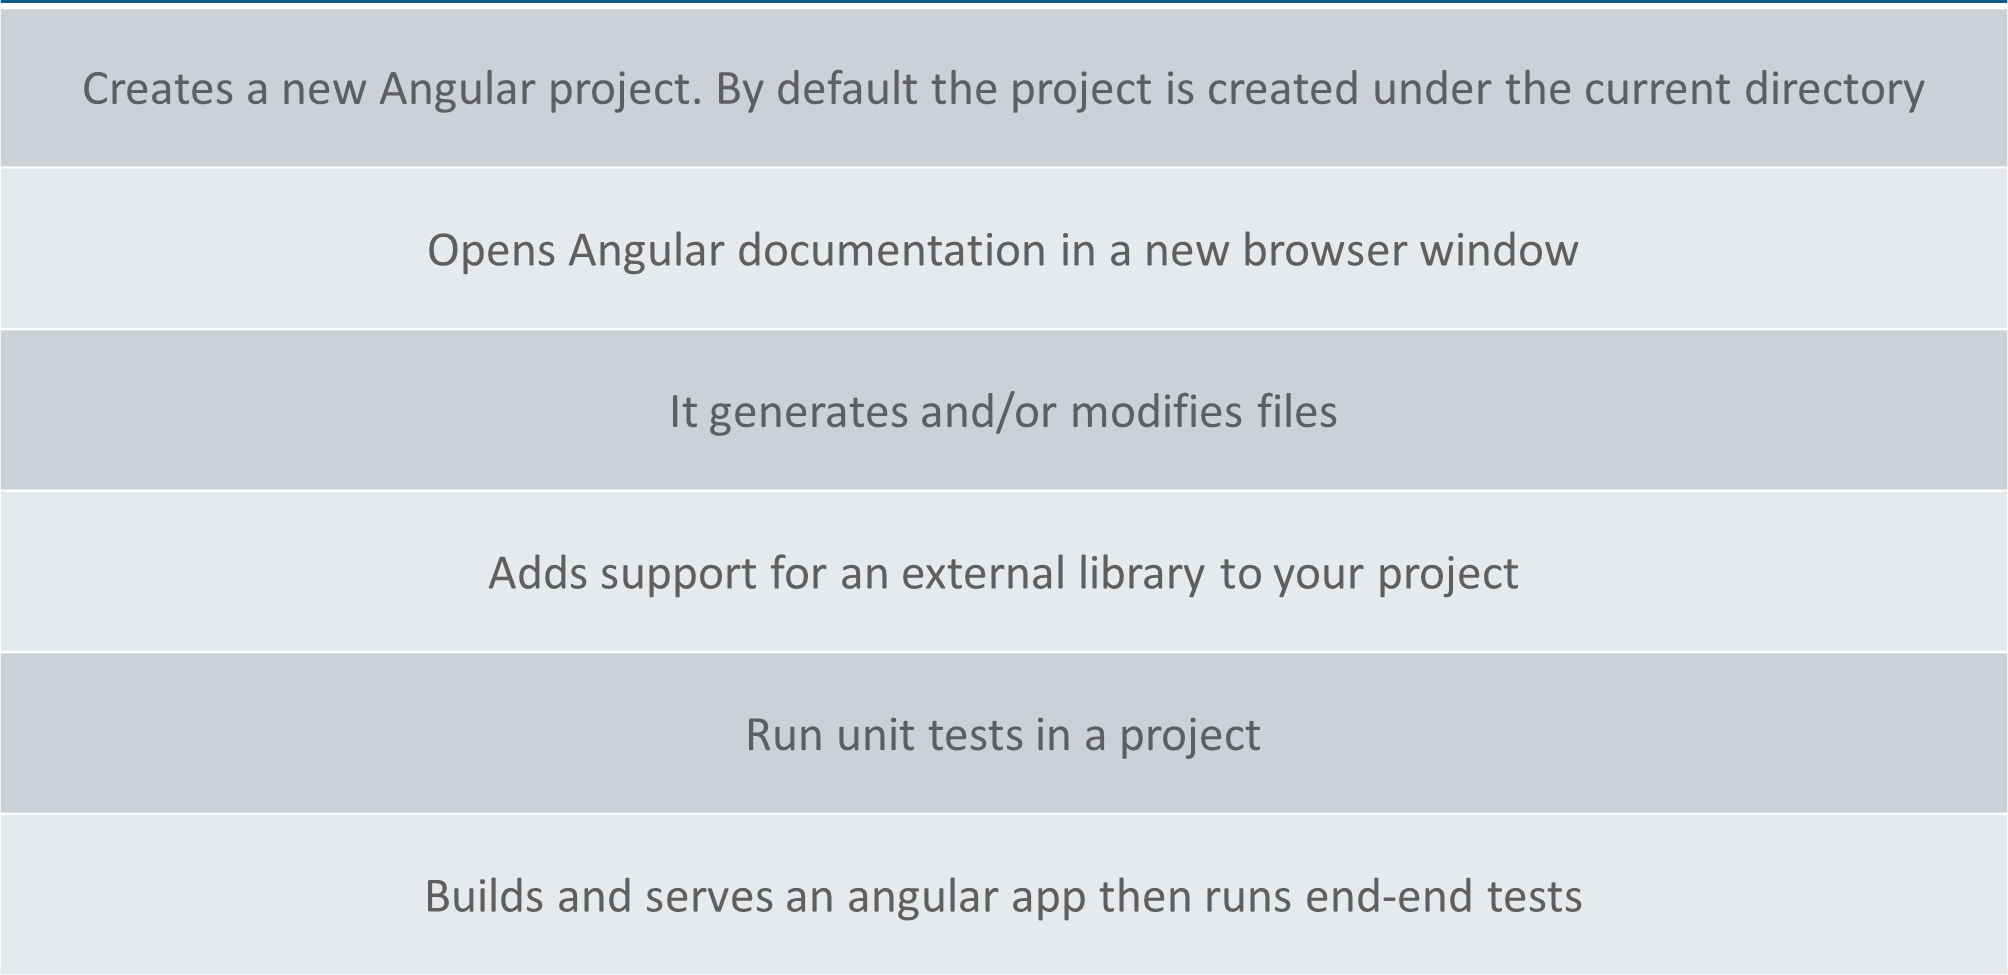 Creates a new Angular project. By default the project is created under the current directory
Opens Angular documentation in a new browser window
It generates and/or modifies files
Adds support for an external library to your project
Run unit tests in a project
Builds and serves an angular app then runs end-end tests